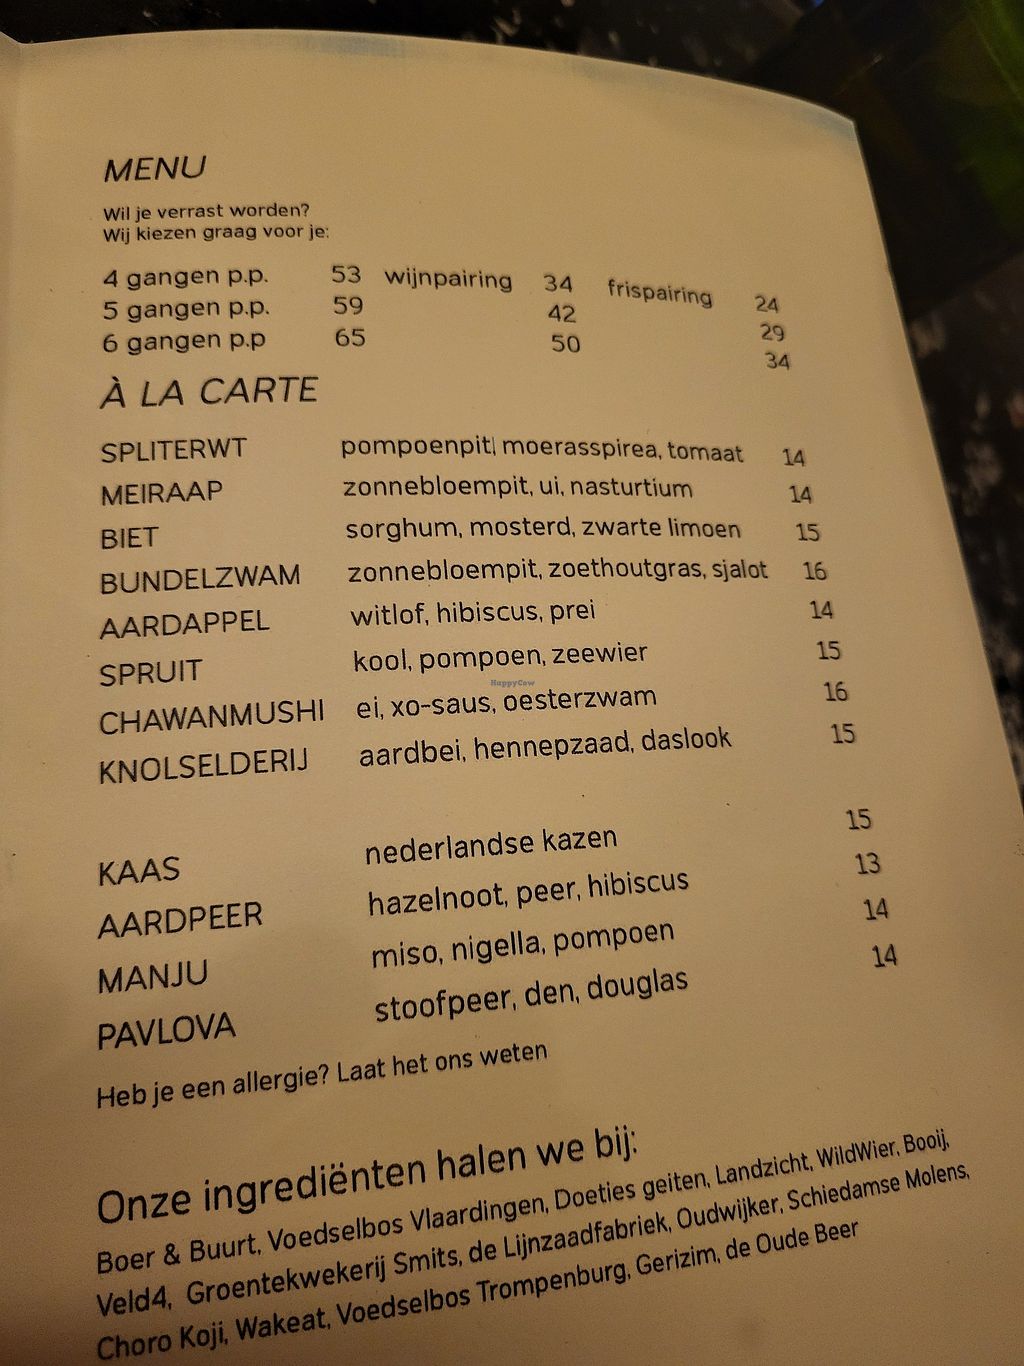 MENU
Wil je verrast worden?
Wij kiezen graag voor je:
4 gangen p.p. 53 wijnpairing 34 frispairing 24
5 gangen p.p. 59 42 29
6 gangen p.p 65 50 34
À LA CARTE
SPLITERWT pompoenpit| moerasspirea, tomaat 14
MEIRAAP zonnebloempit, ui, nasturtium 14
BIET sorghum, mosterd, zwarte limoen 15
BUNDELZWAM zonnebloempit, zoethoutgras, sjalot 16
AARDAPPEL witlof, hibiscus, prei 14
SPRUIT kool, pompoen, zeewier 15
CHAWANMUSHI ei, xo-saus, oesterzwam 16
KNOLSELDERIJ aardbei, hennepzaad, daslook 15
KAAS nederlandse kazen 15
AARDPEER hazelnoot, peer, hibiscus 13
MANJU miso, nigella, pompoen 14
PAVLOVA stoofpeer, den, douglas 14
Heb je een allergie? Laat het ons weten
Onze ingrediënten halen we bij:
Boer & Buurt, Voedselbos Vlaardingen, Doeties geiten, Landzicht, WildWier, Booij,
Veld4, Groentekwekerij Smits, de Lijnzaadfabriek, Oudwijker, Schiedamse Molens,
Choro Koji, Wakeat, Voedselbos Trompenburg, Gerizim, de Oude Beer
HappyCow